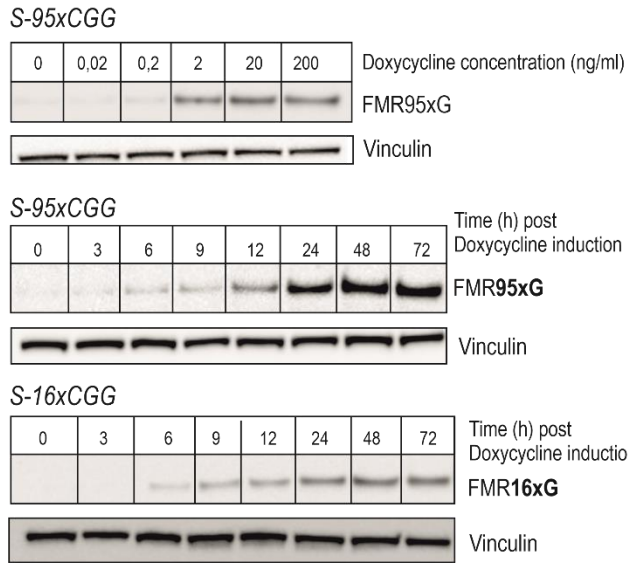 S-95xCGG
0 0,02 0,2 2 20 200 Doxycycline concentration (ng/ml)
FMR95xG
Vinculin
S-95xCGG
Time (h) post
0 3 6 9 12 24 48 72 Doxycycline induction
FMR95xG
Vinculin
S-16xCGG
0 3 6 9 12 24 48 72 Time (h) post
Doxycycline inductio
FMR16xG
Vinculin